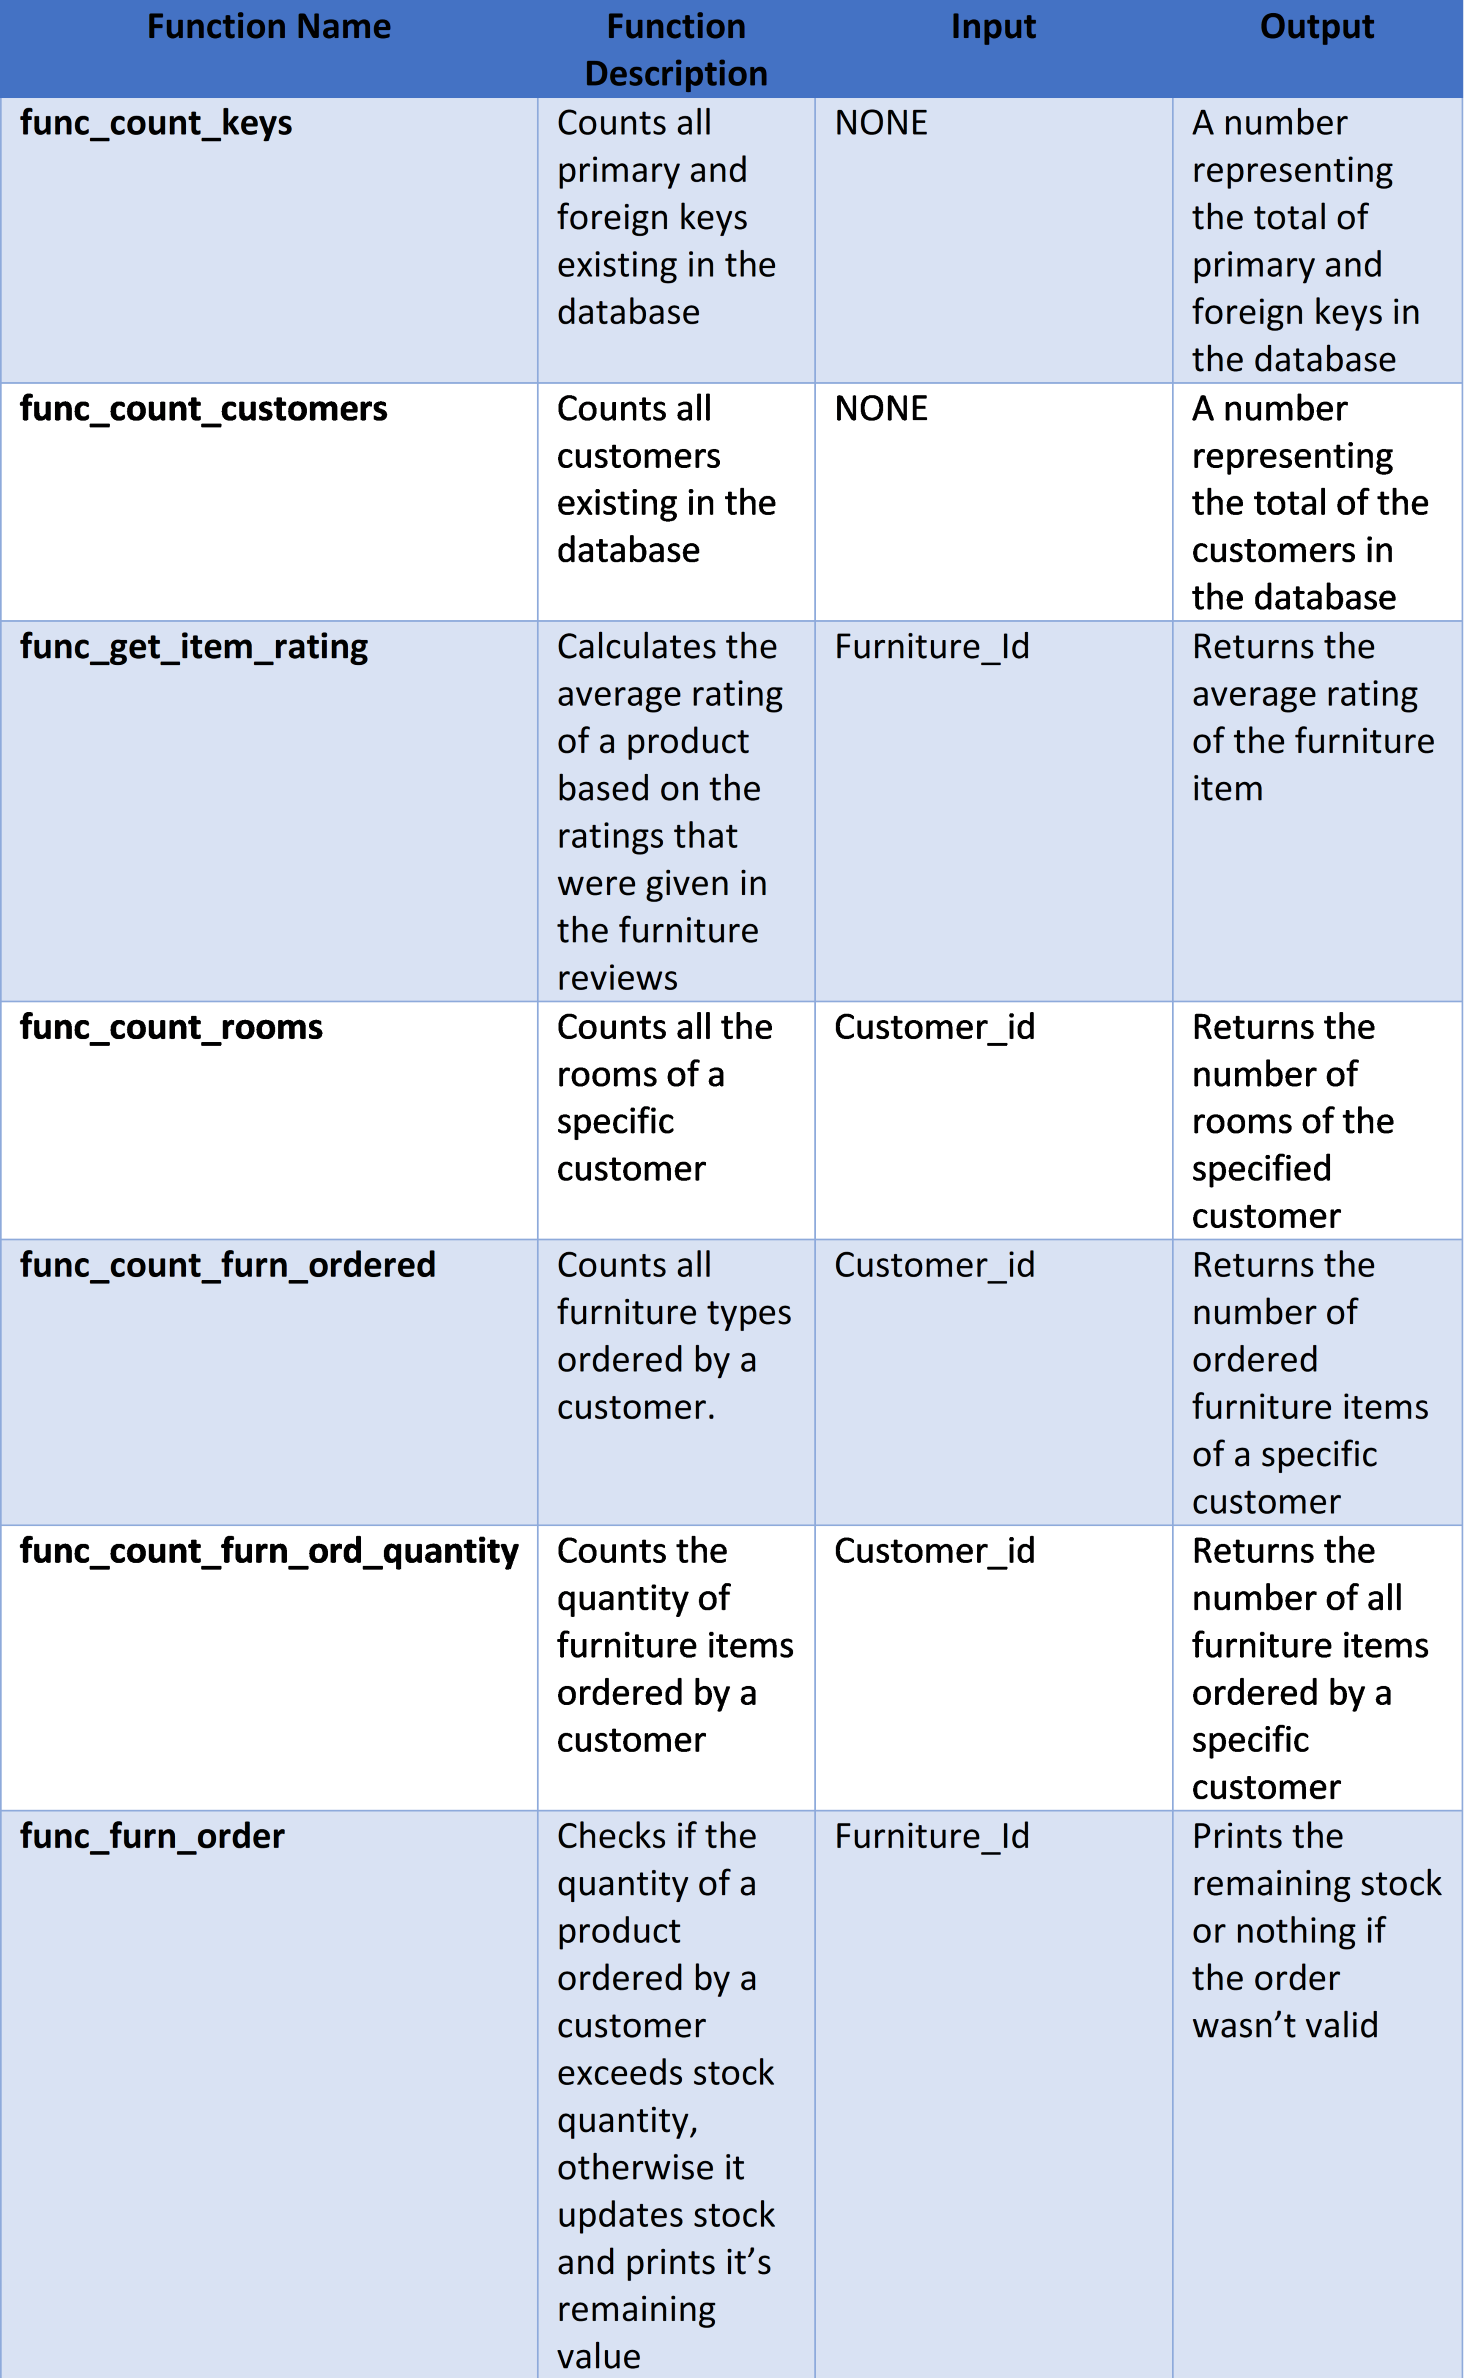 Function Name
Function
Description
Input
Output
func_count_keys
Counts all
primary and
foreign keys
existing in the
database
NONE
A number
representing
the total of
primary and
foreign keys in
the database
func_count_customers
Counts all
customers
existing in the
database
NONE
A number
representing
the total of the
customers in
the database
func_get_item_rating
Calculates the
average rating
of a product
based on the
ratings that
were given in
the furniture
reviews
Furniture_Id
Returns the
average rating
of the furniture
item
func_count_rooms
Counts all the
rooms of a
specific
customer
Customer_id
Returns the
number of
rooms of the
specified
customer
func_count_furn_ordered
Counts all
furniture types
ordered by a
customer.
Customer_id
Returns the
number of
ordered
furniture items
of a specific
customer
func_count_furn_ord_quantity
Counts the
quantity of
furniture items
ordered by a
customer
Customer_id
Returns the
number of all
furniture items
ordered by a
specific
customer
func_furn_order
Checks if the
quantity of a
product
ordered by a
customer
exceeds stock
quantity,
otherwise it
updates stock
and prints it’s
remaining
value
Furniture_Id
Prints the
remaining stock
or nothing if
the order
wasn’t valid